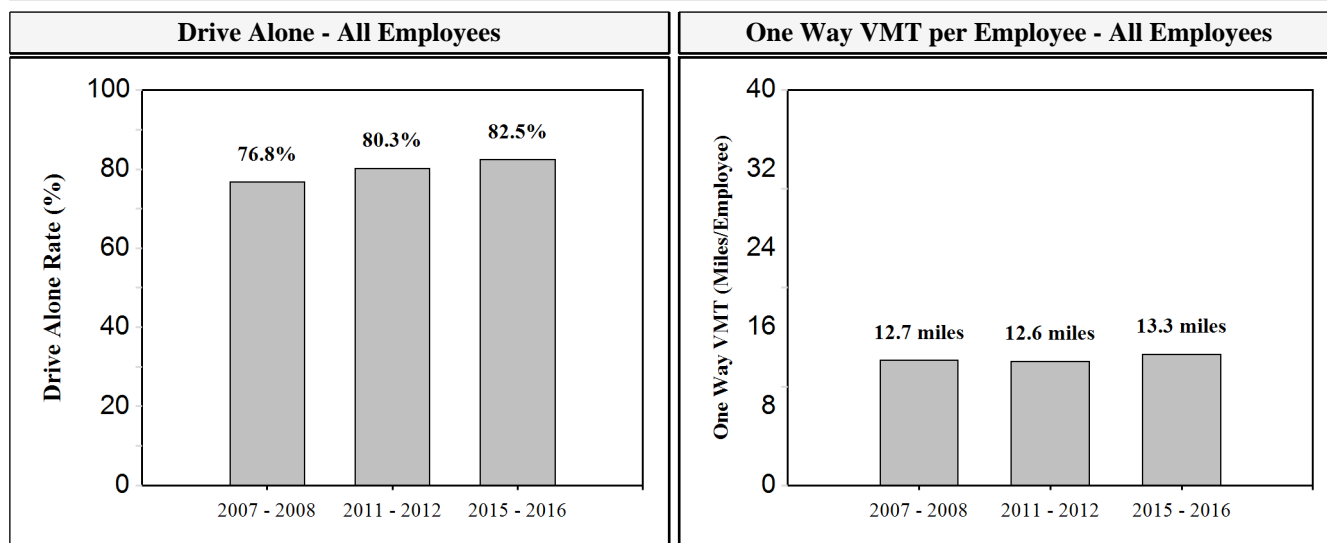 Drive Alone - All Employees
One Way VMT per Employee - All Employees
Drive Alone Rate (%)
100
80
60
40
20
0
76.8%
80.3%
82.5%
2007 - 2008
2011 - 2012
2015 - 2016
One Way VMT (Miles/Employee)
40
32
24
16
8
0
12.7 miles
12.6 miles
13.3 miles
2007 - 2008
2011 - 2012
2015 - 2016